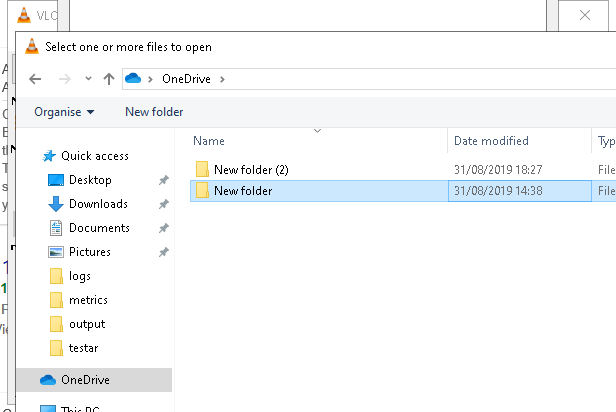 VLC
Select one or more files to open
OneDrive
Organise New folder
Name Date modified Typ
Quick access
New folder (2) 31/08/2019 18:27 File
Desktop
New folder 31/08/2019 14:38 File
Downloads
Documents
Pictures
logs
metrics
output
testar
OneDrive
This PC